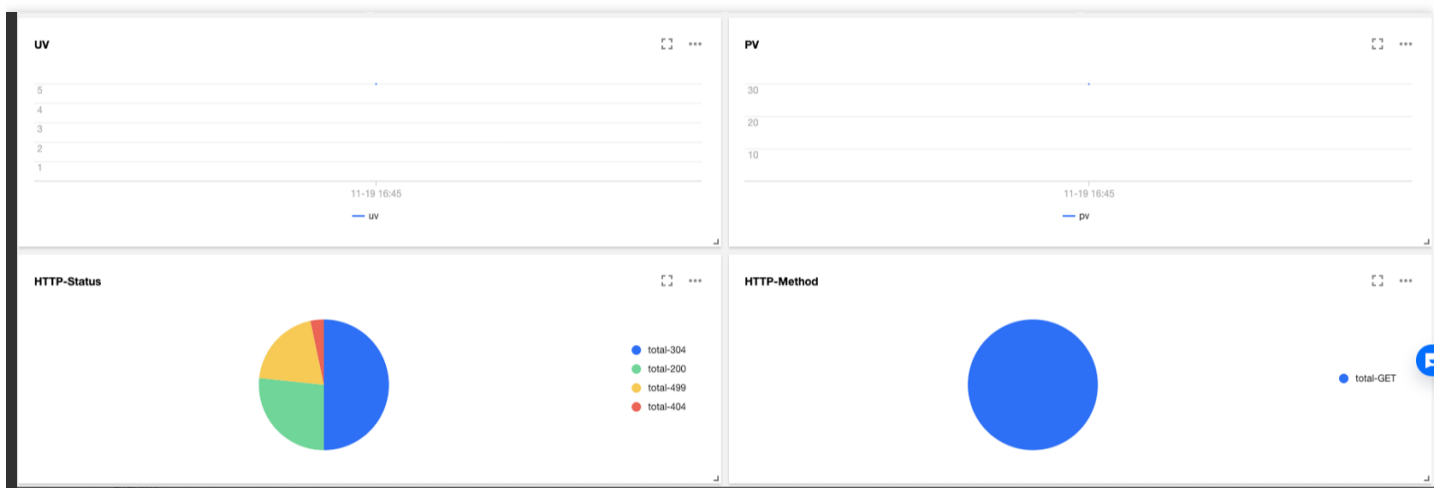 UV
5
4
3
2
1
11-19 16:45
uv
PV
30
20
10
11-19 16:45
pv
HTTP-Status
total-304
total-200
total-499
total-404
HTTP-Method
total-GET